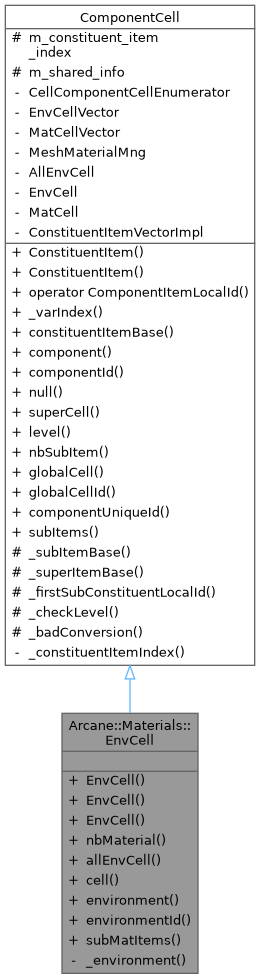 ComponentCell
# m_constituent_item
_index
# m_shared_info
- CellComponentCellEnumerator
- EnvCellVector
- MatCellVector
- MeshMaterialMng
- AllEnvCell
- EnvCell
- MatCell
- ConstituentItemVectorImpl
+ ConstituentItem()
+ ConstituentItem()
+ operator ComponentItemLocalId()
+ _varIndex()
+ constituentItemBase()
+ component()
+ componentId()
+ null()
+ superCell()
+ level()
+ nbSubItem()
+ globalCell()
+ globalCellId()
+ componentUniqueId()
+ subItems()
# _subItemBase()
# _superItemBase()
# _firstSubConstituentLocalId()
# _checkLevel()
# _badConversion()
- _constituentItemIndex()
Arcane::Materials::
EnvCell
+ EnvCell()
+ EnvCell()
+ EnvCell()
+ nbMaterial()
+ allEnvCell()
+ cell()
+ environment()
+ environmentId()
+ subMatItems()
- _environment()